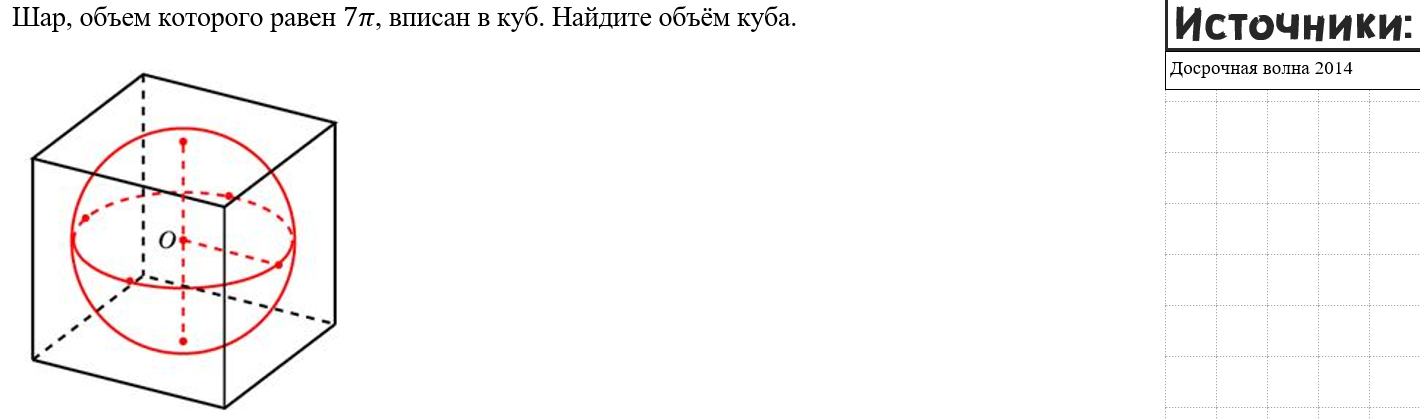 Шар, объем которого равен 7π, вписан в куб. Найдите объём куба.
Источники:
Досрочная волна 2014
O